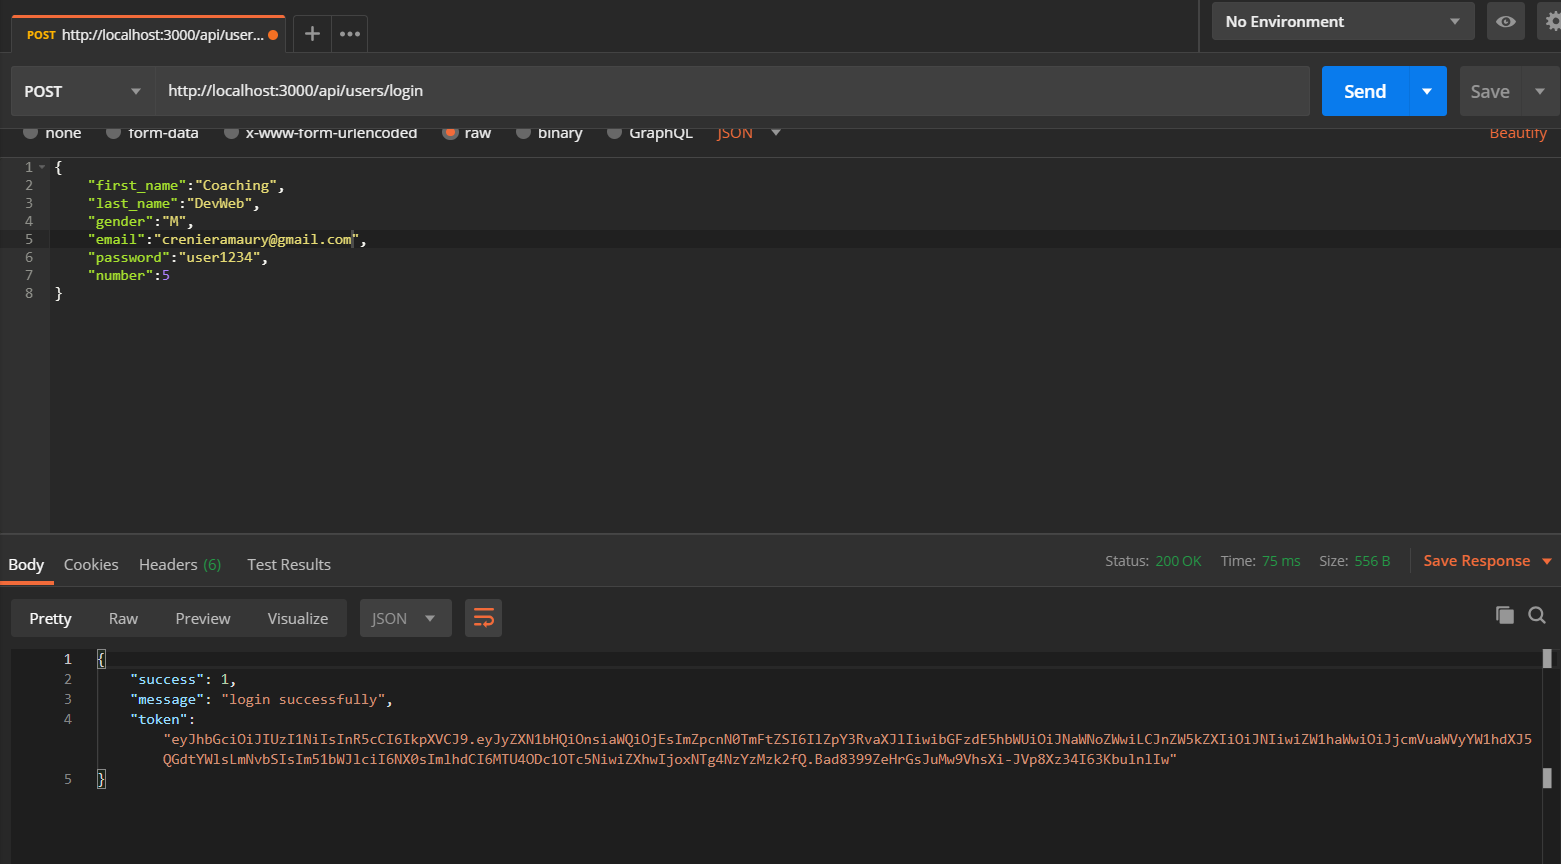 POST http://localhost:3000/api/user...
No Environment
POST http://localhost:3000/api/users/login Send Save
none form-data x-www-form-urlencoded raw binary GraphQL JSON Beautify
1 {
2 "first_name":"Coaching",
3 "last_name":"DevWeb",
4 "gender":"M",
5 "email":"crenieramaury@gmail.com",
6 "password":"user1234",
7 "number":5
8 }
Body Cookies Headers (6) Test Results Status: 200 OK Time: 75 ms Size: 556 B Save Response
Pretty Raw Preview Visualize JSON
1 {
2 "success": 1,
3 "message": "login successfully",
4 "token":
"eyJhbGciOiJIUzI1NiIsInR5cCI6IkpXVCJ9.eyJyZXN1bHQiOnsiaWQiOjEsImZpcnN0TmFtZSI6IlZpY3RvaXJlIiwibGFzdE5hbWUiOiJNaWNoZWwiLCJnZW5kZXIiOiJNIiwiZW1haWwiOiJjcmVuaWVyYW1hdXJ5
QGdtYWlsLmNvbSIsIm51bWJlciI6NX0sImlhdCI6MTU4ODc1OTc5NiwiZXhwIjoxNTg4NzYzMzk2fQ.Bad8399ZeHrGsJuMw9VhsXi-JVp8Xz34I63KbulnlIw"
5 }